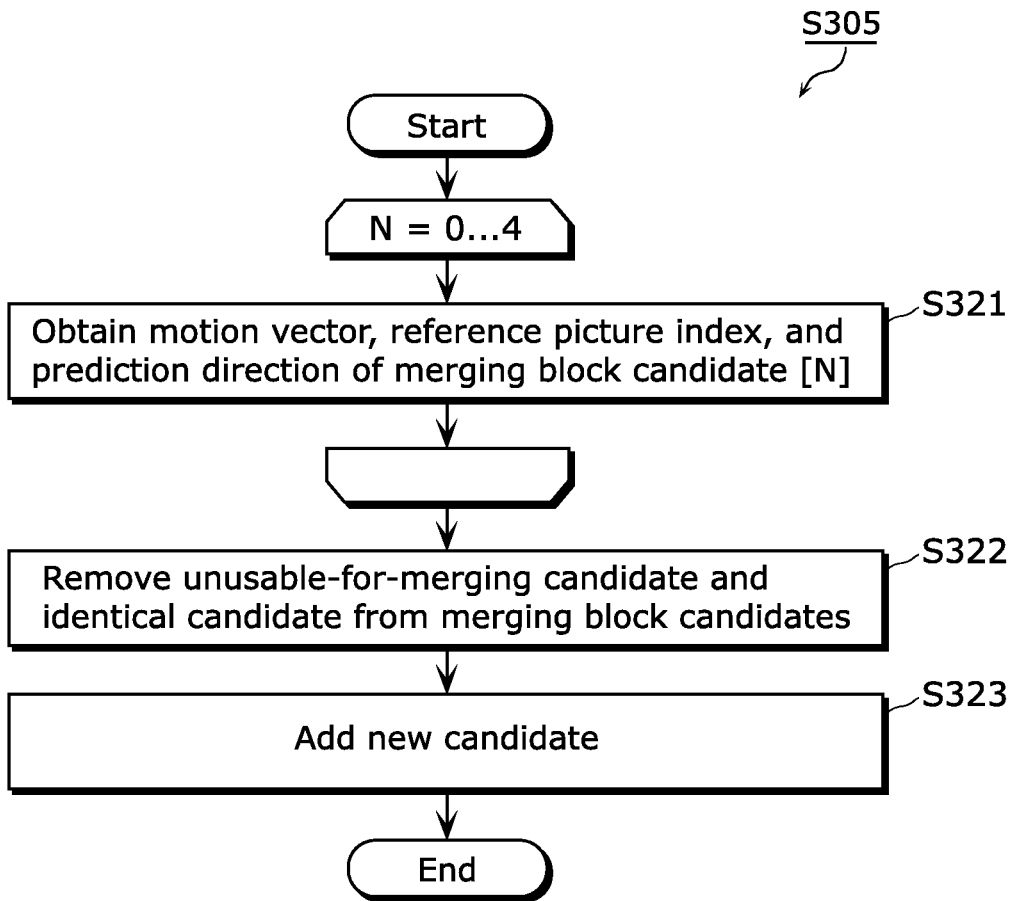 S305
Start
N = 0...4
S321
Obtain motion vector, reference picture index, and
prediction direction of merging block candidate [N]
S322
Remove unusable-for-merging candidate and
identical candidate from merging block candidates
S323
Add new candidate
End